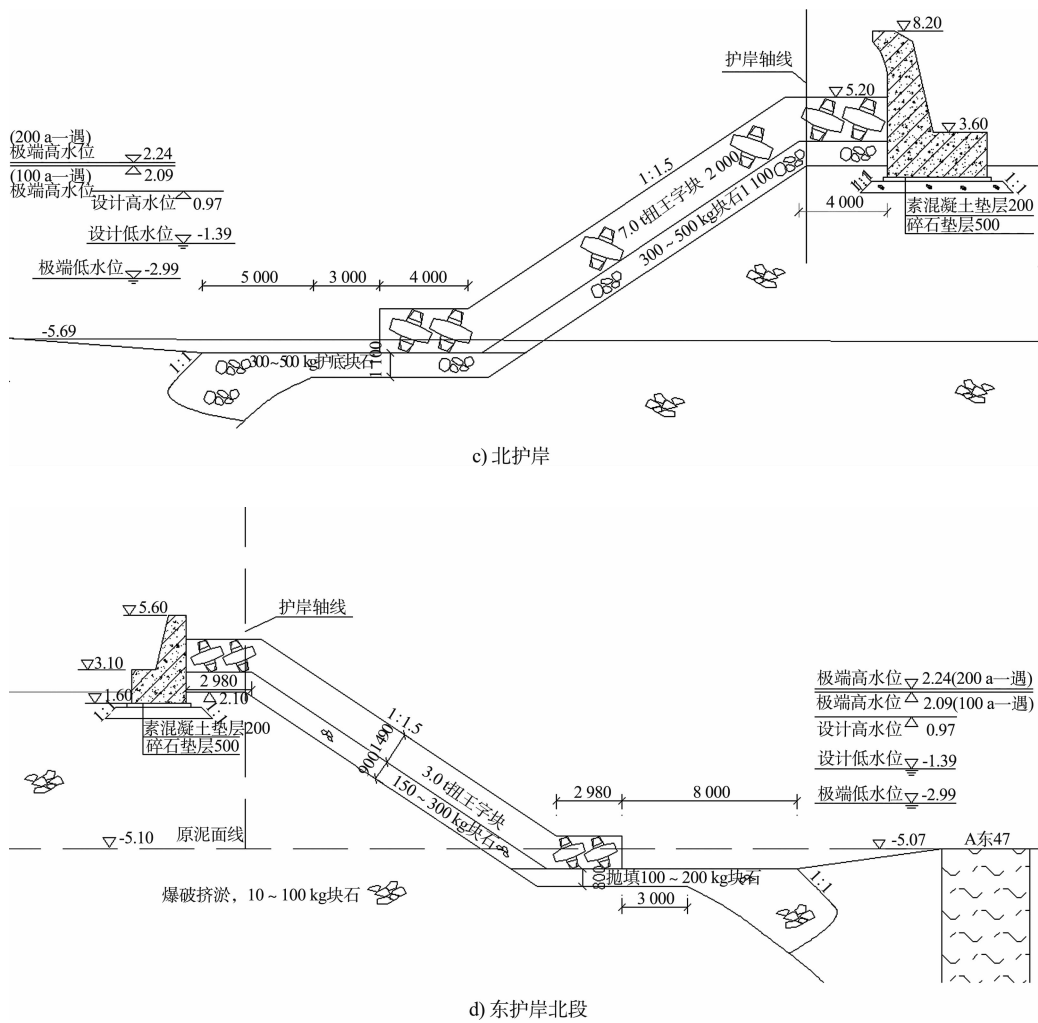 8.20
护岸轴线
5.20
(200 a一遇)
极端高水位 2.24
3.60
(100 a一遇) 2.09
极端高水位
设计高水位 0.97
1:1.5
7.0 t扭王字块 2 000
300～500 kg块石1 100
1:1 1:1
4 000
素混凝土垫层200
碎石垫层500
设计低水位 -1.39
极端低水位 -2.99
5 000 3 000 4 000
-5.69
1:1
300～500 kg护底块石
1 100
c) 北护岸
5.60
护岸轴线
3.10
2 980
1.60
2.10
1:1 1:1
素混凝土垫层200
碎石垫层500
1:1.5
1490
900
3.0 t扭王字块
150～300 kg块石
极端高水位 2.24(200 a一遇)
极端高水位 2.09(100 a一遇)
设计高水位 0.97
设计低水位 -1.39
极端低水位 -2.99
2 980 8 000
原泥面线
-5.10
-5.07
A东47
抛填100～200 kg块石
800
1:1
3 000
爆破挤淤，10～100 kg块石
d) 东护岸北段